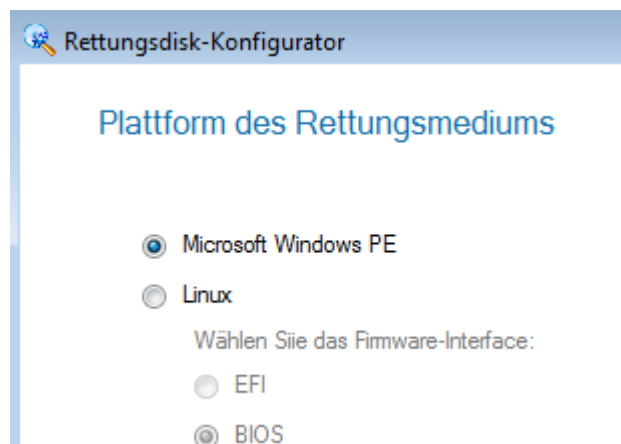 Rettungsdisk-Konfigurator
Plattform des Rettungsmediums
Microsoft Windows PE
Linux
Wählen Siie das Firmware-Interface:
EFI
BIOS